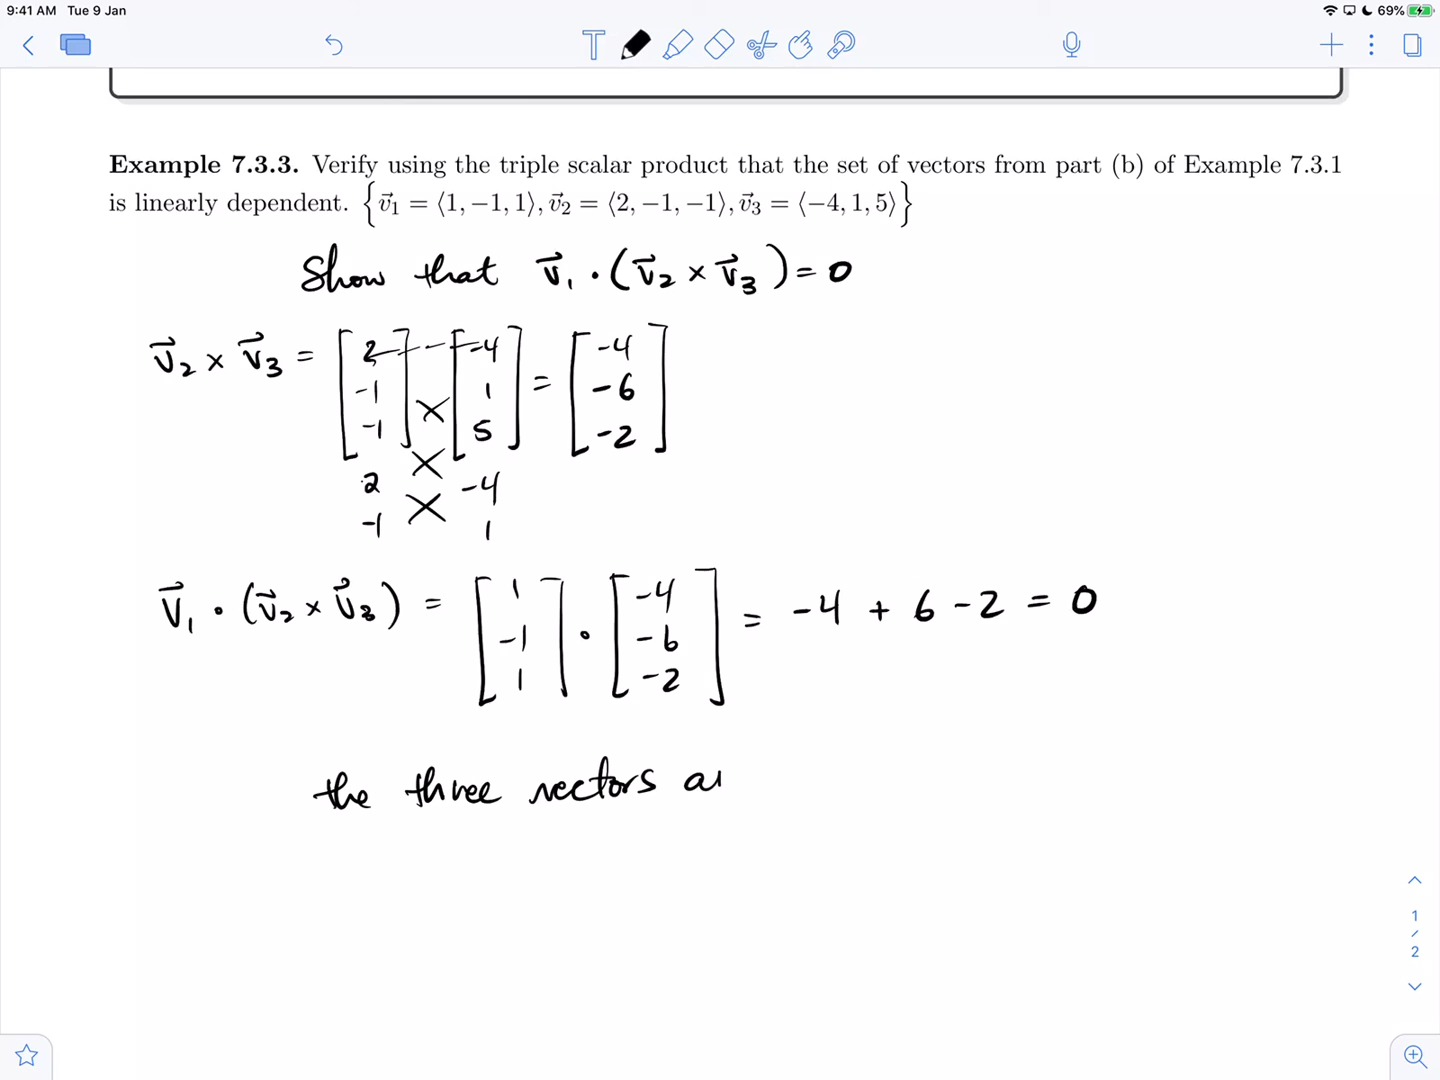 9:41 AM Tue 9 Jan 69%
Example 7.3.3. Verify using the triple scalar product that the set of vectors from part (b) of Example 7.3.1
is linearly dependent. {v⃗1 = ⟨1, −1, 1⟩, v⃗2 = ⟨2, −1, −1⟩, v⃗3 = ⟨−4, 1, 5⟩}
Show that v⃗1 · (v⃗2 × v⃗3) = 0
v⃗2 × v⃗3 = [2 -1 -1] [-4 1 5] = [-4 -6 -2]
2 -4
-1 1
v⃗1 · (v⃗2 × v⃗3) = [1 -1 1] · [-4 -6 -2] = -4 + 6 - 2 = 0
the three vectors a
1
/
2